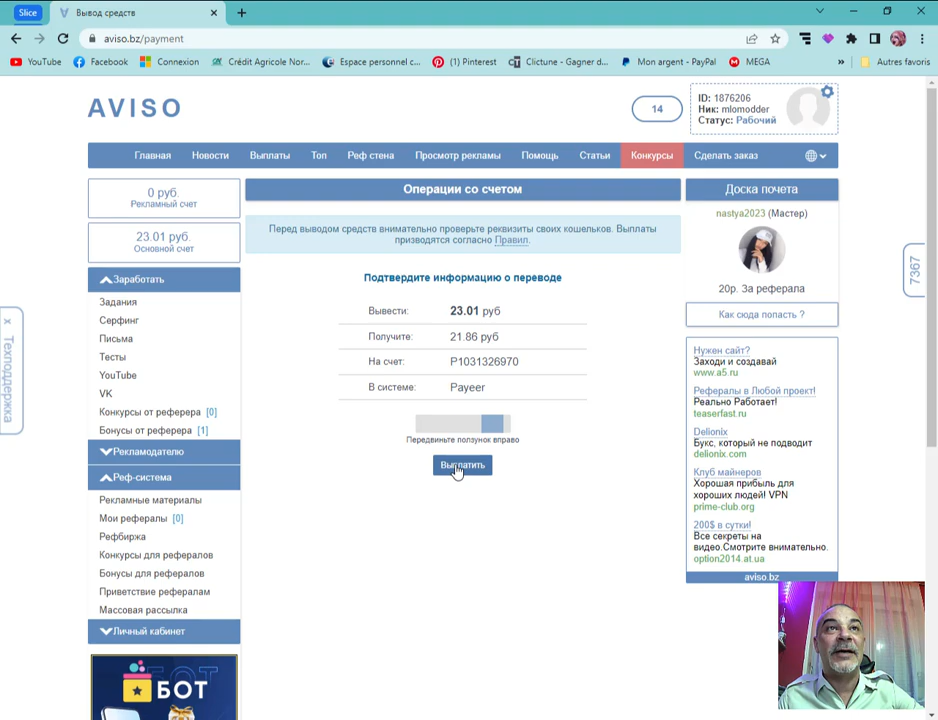 Slice
Вывод средств
aviso.bz/payment
YouTube
Facebook
Connexion
Crédit Agricole Nor...
Espace personnel c...
(1) Pinterest
Clictune - Gagner d...
Mon argent - PayPal
MEGA
»
Autres favoris
AVISO
14
ID: 1876206
Ник: mlomodder
Статус: Рабочий
Главная
Новости
Выплаты
Топ
Реф стена
Просмотр рекламы
Помощь
Статьи
Конкурсы
Сделать заказ
0 руб.
Рекламный счет
23.01 руб.
Основной счет
Заработать
Задания
Серфинг
Письма
Тесты
YouTube
VK
Конкурсы от реферера [0]
Бонусы от реферера [1]
Рекламодателю
Реф-система
Рекламные материалы
Мои рефералы [0]
Рефбиржа
Конкурсы для рефералов
Бонусы для рефералов
Приветствие рефералам
Массовая рассылка
Личный кабинет
БОТ
БОТ
Операции со счетом
Перед выводом средств внимательно проверьте реквизиты своих кошельков. Выплаты
призводятся согласно Правил.
Подтвердите информацию о переводе
Вывести: 23.01 руб
Получите: 21.86 руб
На счет: P1031326970
В системе: Payeer
Передвиньте ползунок вправо
Выплатить
Доска почета
nastya2023 (Мастер)
20р. За реферала
Как сюда попасть ?
Нужен сайт?
Заходи и создавай
www.a5.ru
Рефералы в Любой проект!
Реально Работает!
teaserfast.ru
Delionix
Букс, который не подводит
delionix.com
Клуб майнеров
Хорошая прибыль для
хороших людей! VPN
prime-club.org
200$ в сутки!
Все секреты на
видео.Смотрите внимательно.
option2014.at.ua
aviso.bz
7367
x Техподдержка